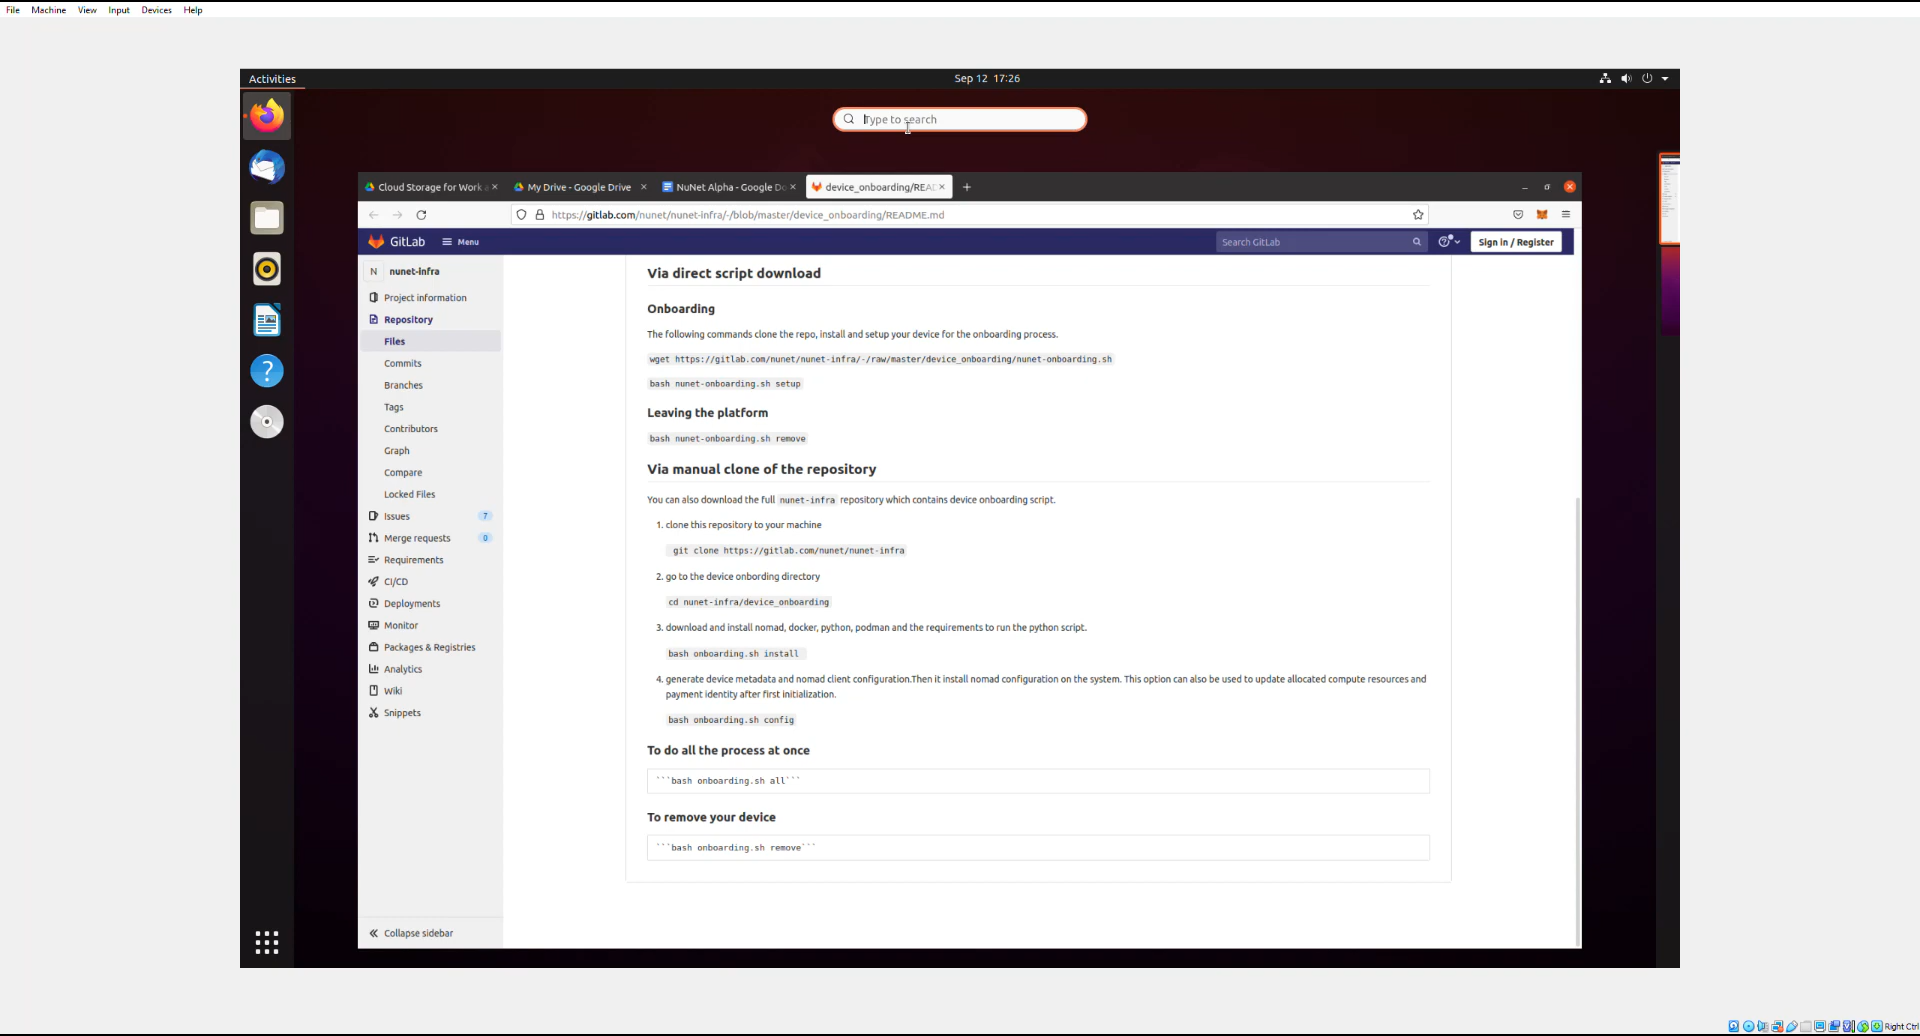 File Machine View Input Devices Help
Activities
Sep 12 17:26
Type to search
Cloud Storage for Work a
My Drive - Google Drive
NuNet Alpha - Google Do
device_onboarding/READ
https://gitlab.com/nunet/nunet-infra/-/blob/master/device_onboarding/README.md
GitLab
Menu
Search GitLab
Sign in / Register
N nunet-infra
Project information
Repository
Files
Commits
Branches
Tags
Contributors
Graph
Compare
Locked Files
Issues 7
Merge requests 0
Requirements
CI/CD
Deployments
Monitor
Packages & Registries
Analytics
Wiki
Snippets
Collapse sidebar
Via direct script download
Onboarding
The following commands clone the repo, install and setup your device for the onboarding process.
wget https://gitlab.com/nunet/nunet-infra/-/raw/master/device_onboarding/nunet-onboarding.sh
bash nunet-onboarding.sh setup
Leaving the platform
bash nunet-onboarding.sh remove
Via manual clone of the repository
You can also download the full nunet-infra repository which contains device onboarding script.
1. clone this repository to your machine
git clone https://gitlab.com/nunet/nunet-infra
2. go to the device onbording directory
cd nunet-infra/device_onboarding
3. download and install nomad, docker, python, podman and the requirements to run the python script.
bash onboarding.sh install
4. generate device metadata and nomad client configuration.Then it install nomad configuration on the system. This option can also be used to update allocated compute resources and
payment identity after first initialization.
bash onboarding.sh config
To do all the process at once
```bash onboarding.sh all```
To remove your device
```bash onboarding.sh remove```
Right Ctrl